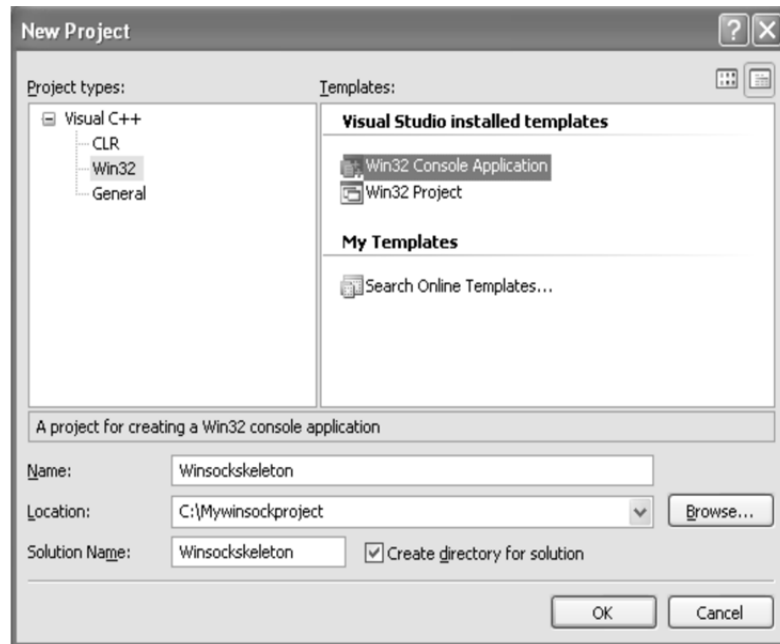 New Project
Project types:
Visual C++
CLR
Win32
General
Templates:
Visual Studio installed templates
Win32 Console Application
Win32 Project
My Templates
Search Online Templates...
A project for creating a Win32 console application
Name:
Winsockskeleton
Location:
C:\Mywinsockproject
Browse...
Solution Name:
Winsockskeleton
Create directory for solution
OK
Cancel